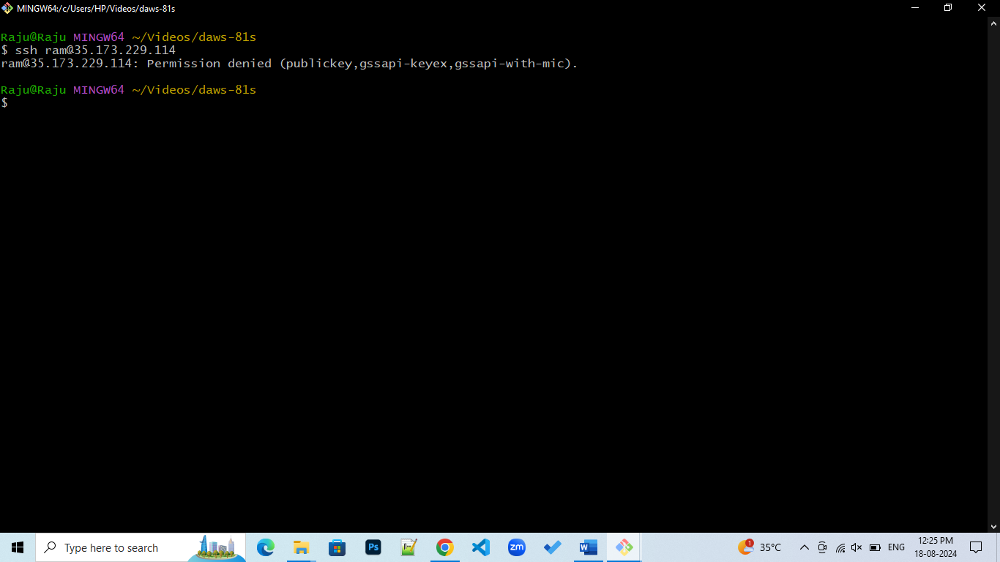 MINGW64:/c/Users/HP/Videos/daws-81s
Raju@Raju MINGW64 ~/Videos/daws-81s
$ ssh ram@35.173.229.114
ram@35.173.229.114: Permission denied (publickey,gssapi-keyex,gssapi-with-mic).
Raju@Raju MINGW64 ~/Videos/daws-81s
$
Type here to search
Ps
zm
W
1
35°C
ENG
12:25 PM
18-08-2024